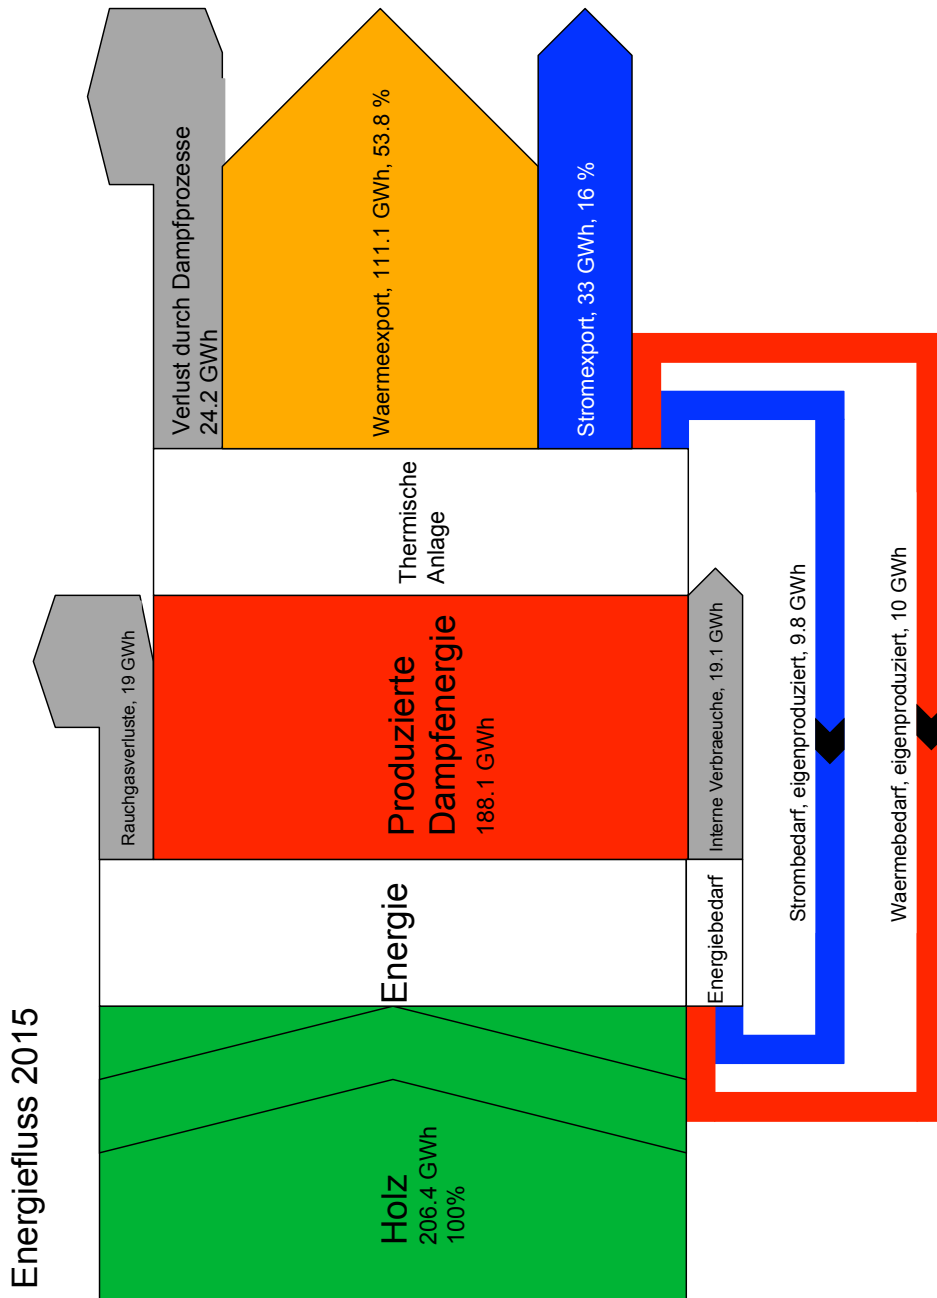 Energiefluss 2015
Holz
206.4 GWh
100%
Energie
Energiebedarf
Rauchgasverluste, 19 GWh
Produzierte
Dampfenergie
188.1 GWh
Interne Verbraeuche, 19.1 GWh
Thermische
Anlage
Verlust durch Dampfprozesse
24.2 GWh
Waermeexport, 111.1 GWh, 53.8 %
Stromexport, 33 GWh, 16 %
Strombedarf, eigenproduziert, 9.8 GWh
Waermebedarf, eigenproduziert, 10 GWh